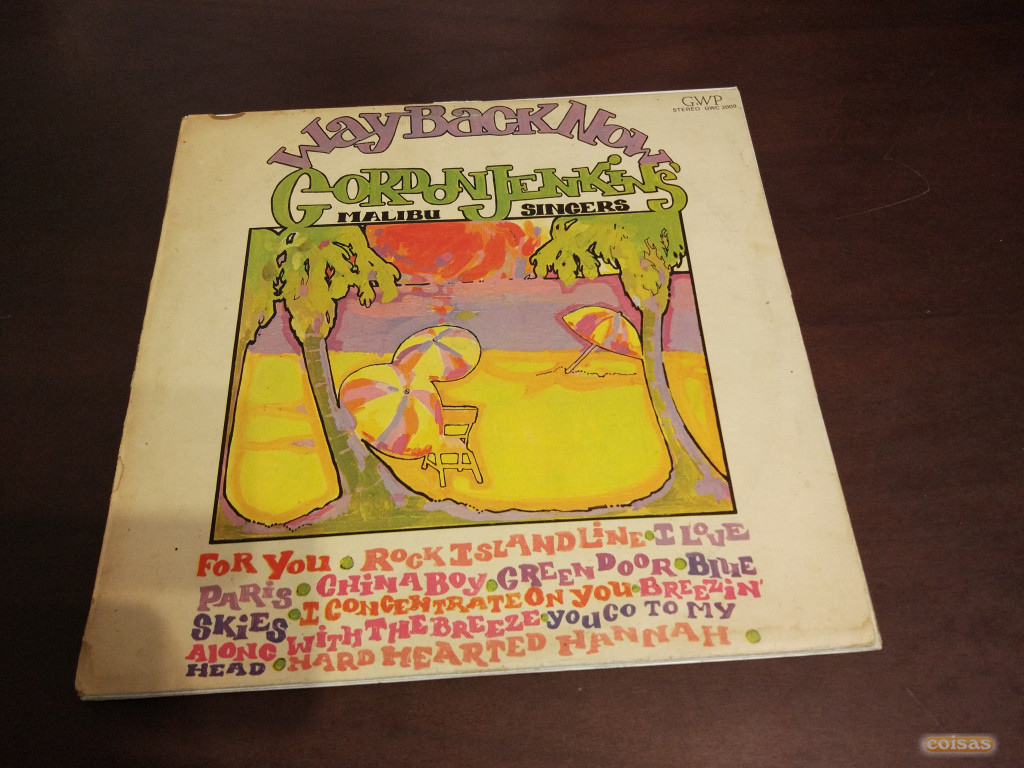 GWP
STEREO GWC 2000
Way Back Now
GORDON JENKINS'
MALIBU SINGERS
FOR YOU • ROCK ISLAND LINE • I LOVE
PARIS • CHINA BOY • GREEN DOOR • BLUE
SKIES • I CONCENTRATE ON YOU • BREEZIN'
ALONG WITH THE BREEZE • YOU GO TO MY
HEAD • HARD HEARTED HANNAH •
coisas